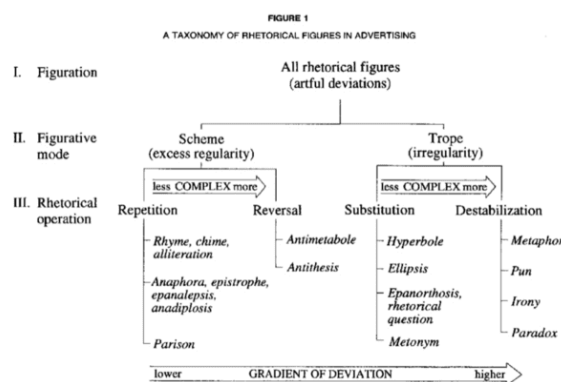 FIGURE 1
A TAXONOMY OF RHETORICAL FIGURES IN ADVERTISING
I. Figuration
All rhetorical figures
(artful deviations)
II. Figurative
mode
Scheme
(excess regularity)
Trope
(irregularity)
less COMPLEX more
less COMPLEX more
III. Rhetorical
operation
Repetition
Reversal
Substitution
Destabilization
Rhyme, chime,
alliteration
Anaphora, epistrophe,
epanalepsis,
anadiplosis
Parison
Antimetabole
Antithesis
Hyperbole
Ellipsis
Epanorthosis,
rhetorical
question
Metonym
Metaphor
Pun
Irony
Paradox
lower GRADIENT OF DEVIATION higher